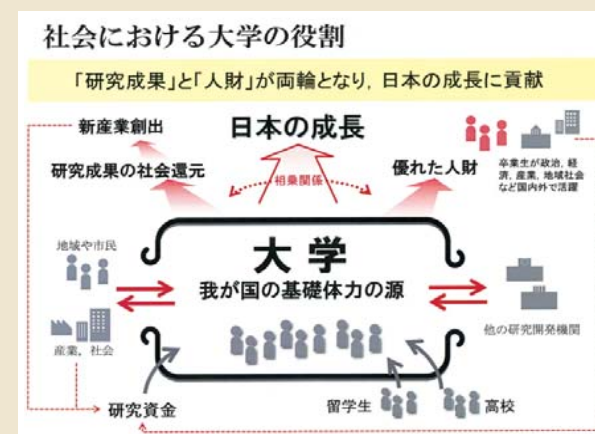 社会における大学の役割
「研究成果」と「人財」が両輪となり，日本の成長に貢献
新産業創出
日本の成長
研究成果の社会還元
相乗関係
優れた人財
卒業生が政治，経
済，産業，地域社会
など国内外で活躍
地域や市民
大学
我が国の基礎体力の源
産業，社会
他の研究開発機関
研究資金
留学生
高校